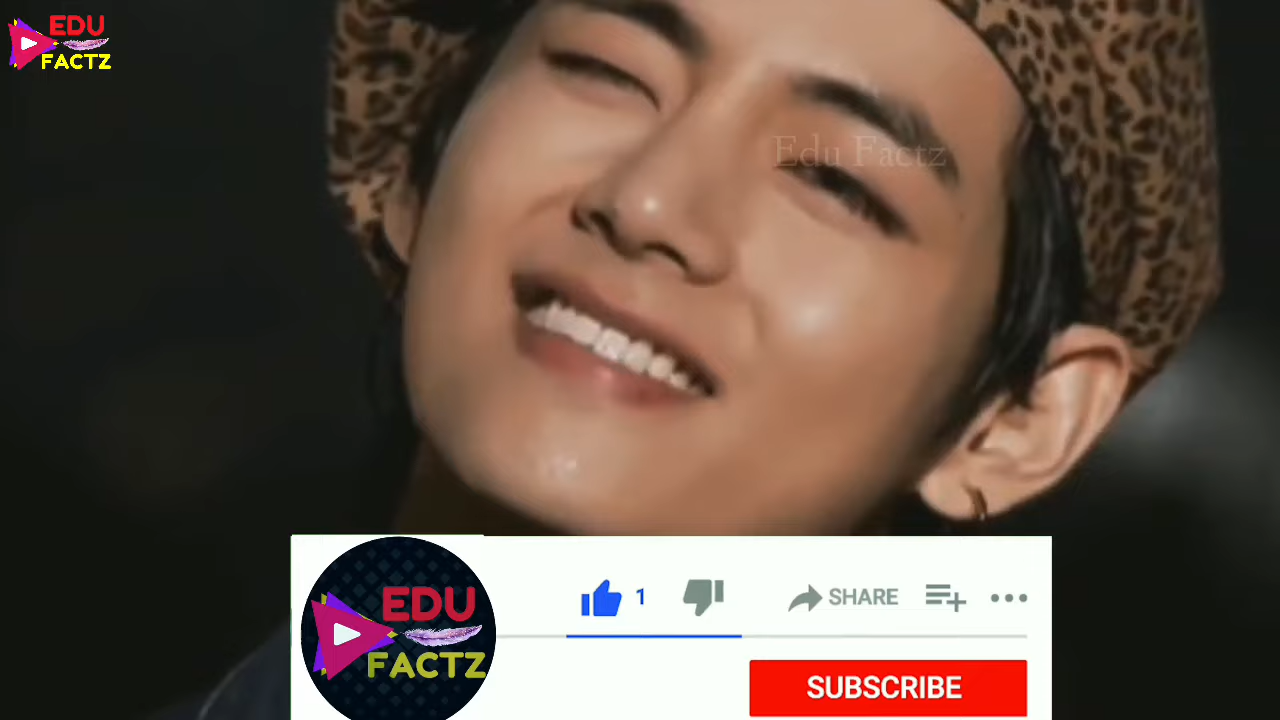 EDU
FACTZ
Edu Factz
EDU
FACTZ
1
SHARE
SUBSCRIBE